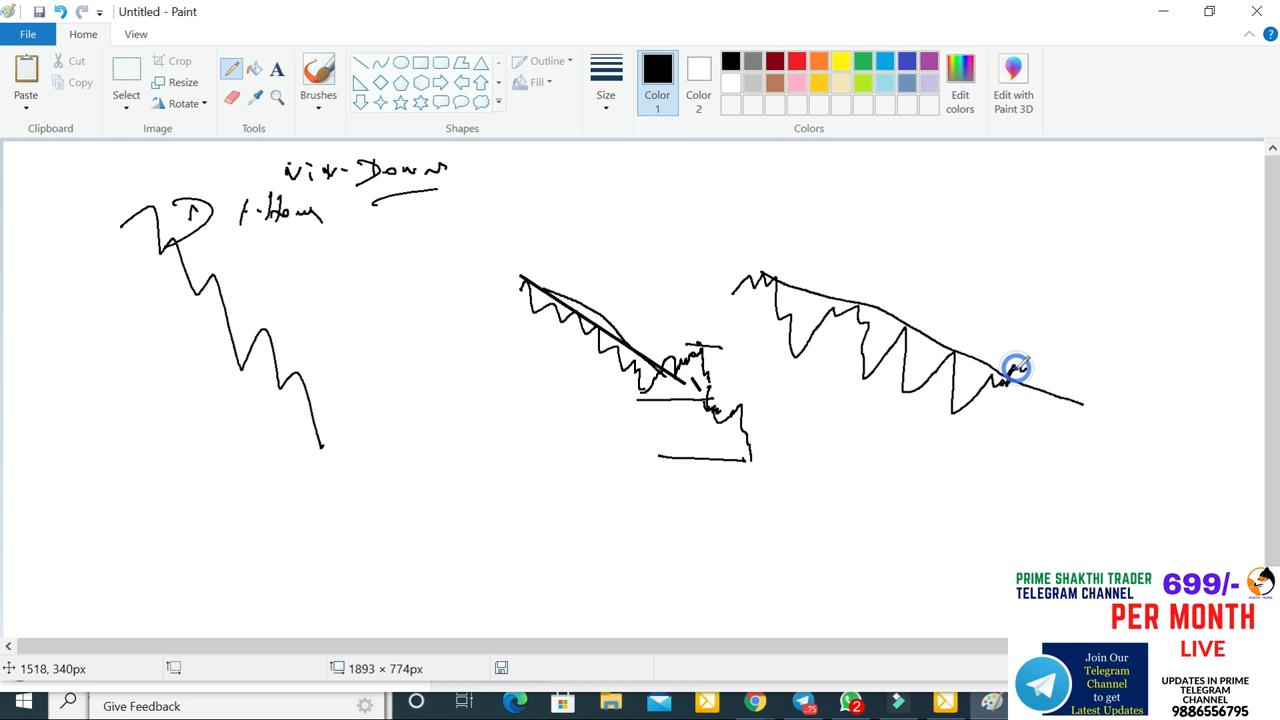 Untitled - Paint
File
Home
View
Paste
Cut
Copy
Clipboard
Select
Crop
Resize
Rotate
Image
Tools
Brushes
Shapes
Outline
Fill
Size
Color 1
Color 2
Edit colors
Edit with Paint 3D
Colors
Down
PRIME SHAKTHI TRADER
TELEGRAM CHANNEL
699/-
PER MONTH
LIVE
UPDATES IN PRIME
TELEGRAM
CHANNEL
9886556795
Join Our
Telegram
Channel
to get
Latest Updates
1518, 340px
1893 × 774px
Give Feedback
.75
2